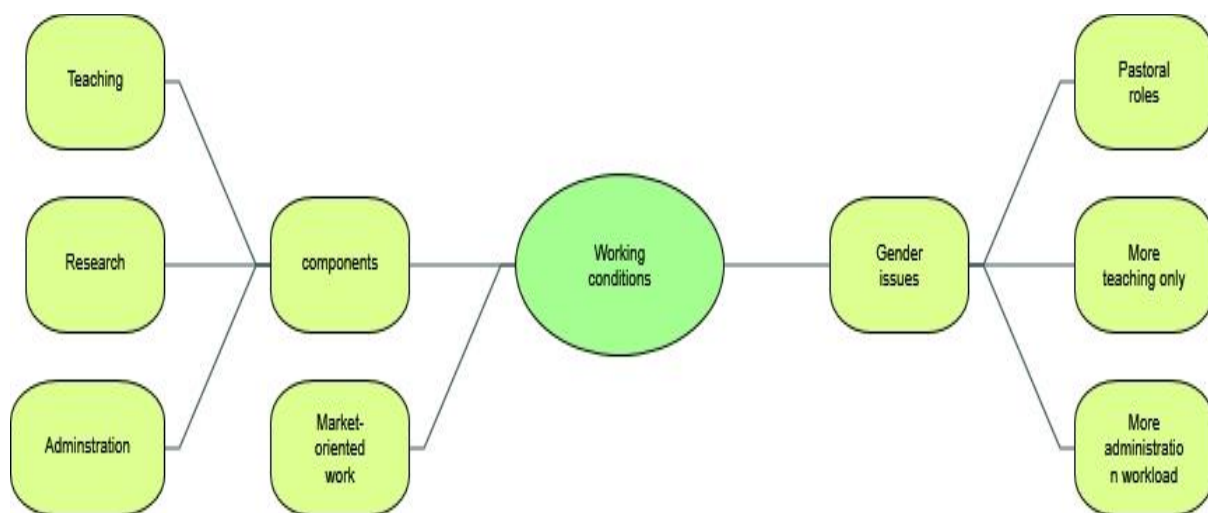 Teaching
Research
Adminstration
components
Market-
oriented
work
Working
conditions
Gender
issues
Pastoral
roles
More
teaching only
More
administratio
n workload